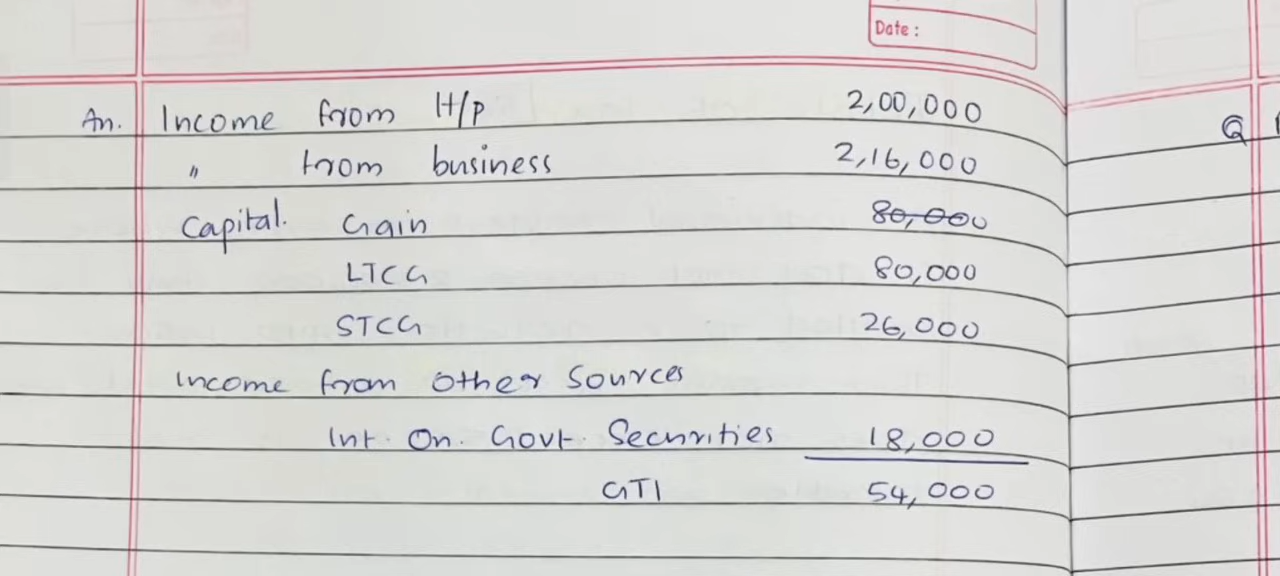 Date :
An. Income from H/p 2,00,000
" from business 2,16,000
Q
Capital. Gain 80,000
LTCG 80,000
STCG 26,000
Income from Other Sources
Int. On. Govt. Securities 18,000
GTI 54,000